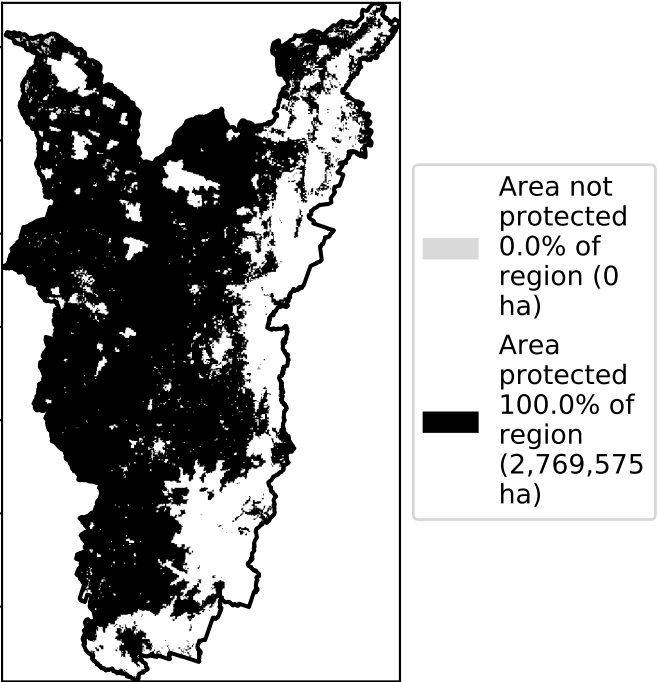 Area not
protected
0.0% of
region (0
ha)
Area
protected
100.0% of
region
(2,769,575
ha)